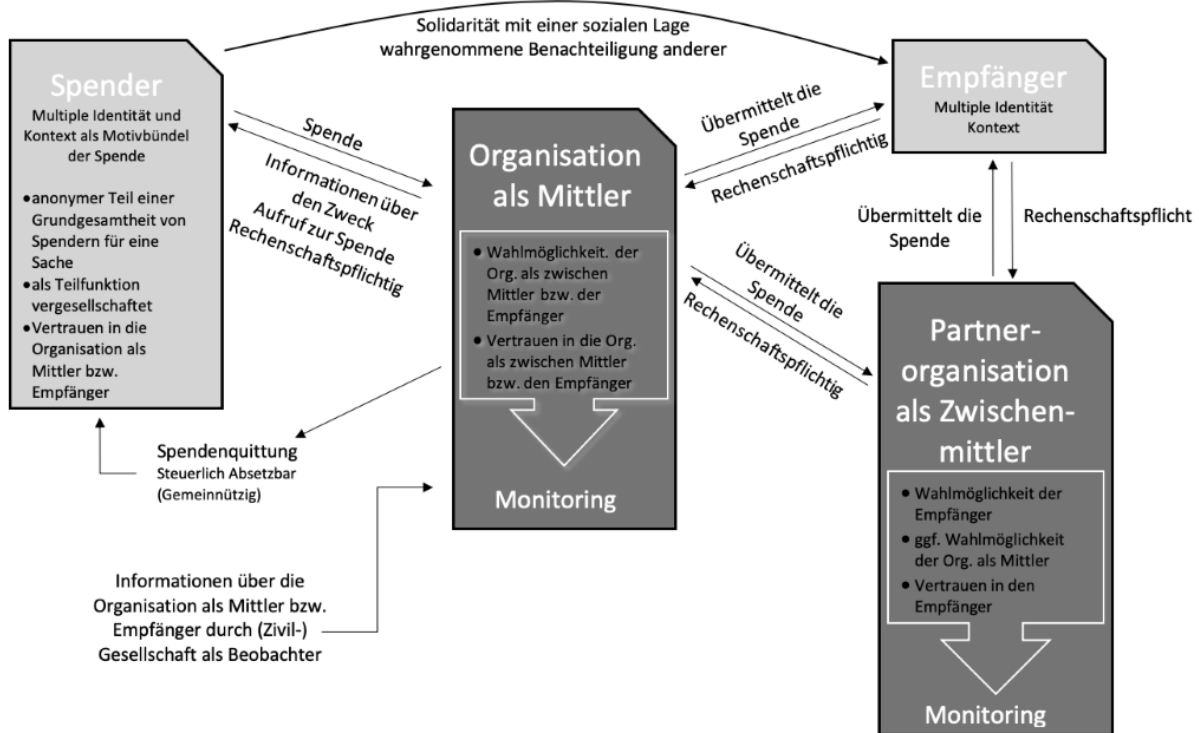 Solidarität mit einer sozialen Lage
wahrgenommene Benachteiligung anderer
Spender
Multiple Identität und
Kontext als Motivbündel
der Spende
•anonymer Teil einer
Grundgesamtheit von
Spendern für eine
Sache
•als Teilfunktion
vergesellschaftet
•Vertrauen in die
Organisation als
Mittler bzw.
Empfänger
Spende
Informationen über
den Zweck
Aufruf zur Spende
Rechenschaftspflichtig
Organisation
als Mittler
• Wahlmöglichkeit. der
Org. als zwischen
Mittler bzw. der
Empfänger
• Vertrauen in die Org.
als zwischen Mittler
bzw. den Empfänger
Monitoring
Übermittelt die
Spende
Rechenschaftspflichtig
Empfänger
Multiple Identität
Kontext
Übermittelt die
Spende
Rechenschaftspflicht
Übermittelt die
Spende
Rechenschaftspflichtig
Partner-
organisation
als Zwischen-
mittler
• Wahlmöglichkeit der
Empfänger
• ggf. Wahlmöglichkeit
der Org. als Mittler
• Vertrauen in den
Empfänger
Monitoring
Spendenquittung
Steuerlich Absetzbar
(Gemeinnützig)
Informationen über die
Organisation als Mittler bzw.
Empfänger durch (Zivil-)
Gesellschaft als Beobachter